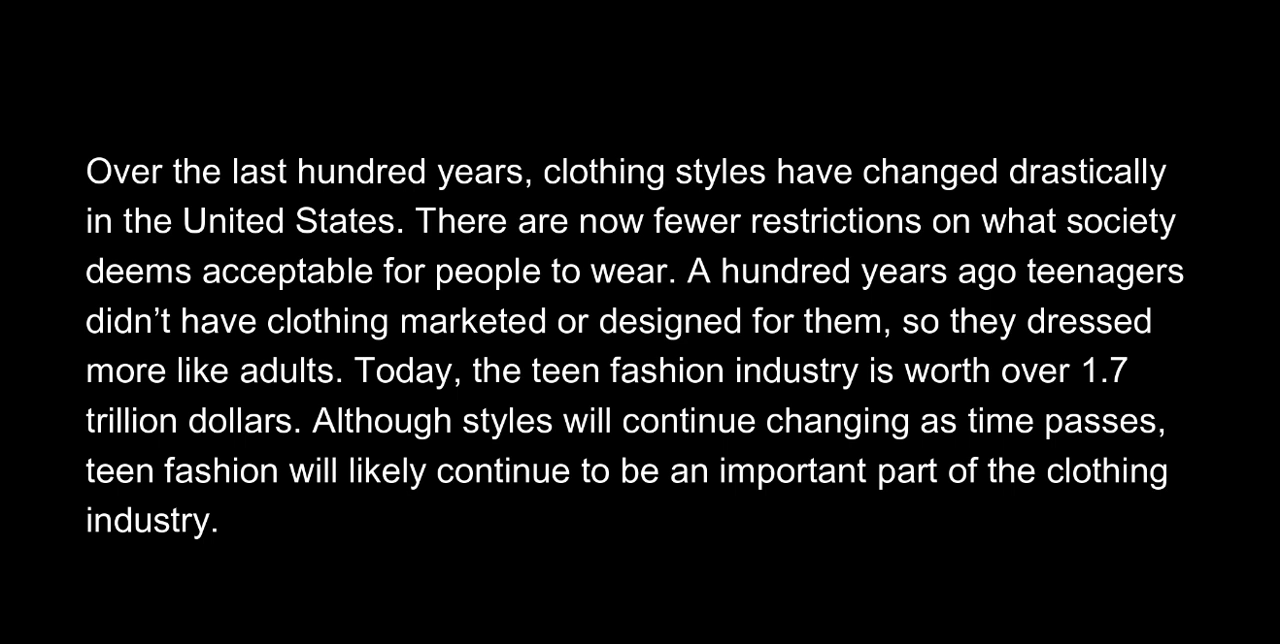 Over the last hundred years, clothing styles have changed drastically
in the United States. There are now fewer restrictions on what society
deems acceptable for people to wear. A hundred years ago teenagers
didn’t have clothing marketed or designed for them, so they dressed
more like adults. Today, the teen fashion industry is worth over 1.7
trillion dollars. Although styles will continue changing as time passes,
teen fashion will likely continue to be an important part of the clothing
industry.